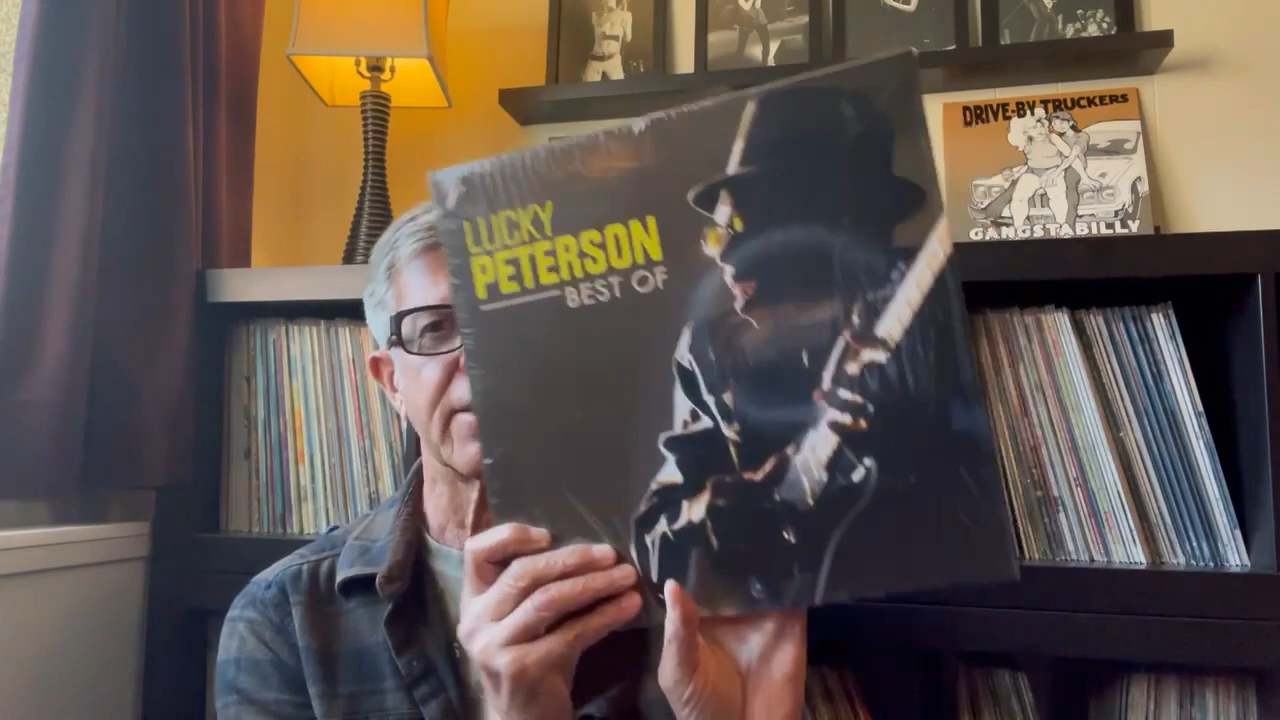 LUCKY
PETERSON
BEST OF
DRIVE-BY TRUCKERS
GANGSTABILLY